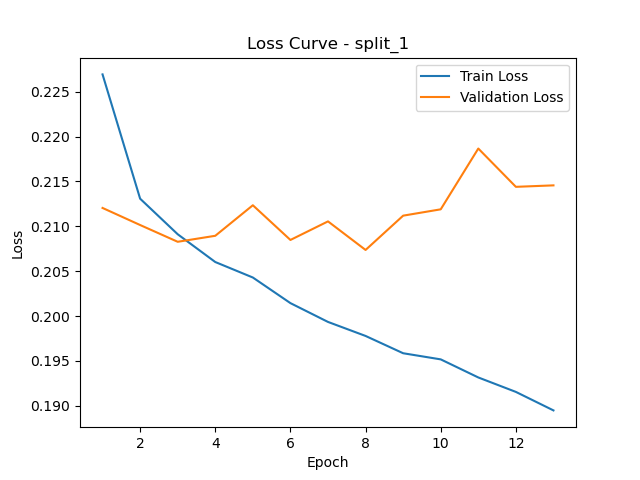 Loss Curve - split_1
Train Loss
Validation Loss
0.225
0.220
0.215
0.210
0.205
0.200
0.195
0.190
Loss
2 4 6 8 10 12
Epoch